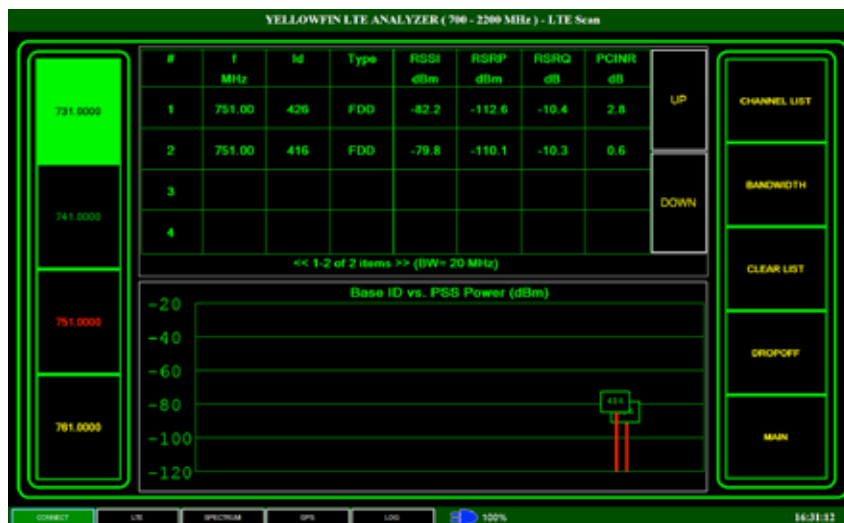 YELLOWFIN LTE ANALYZER ( 700 - 2200 MHz ) - LTE Scan
731.0000
741.0000
751.0000
761.0000
# f Id Type RSSI RSRP RSRQ PCINR
MHz dBm dBm dB dB
1 751.00 426 FDD -82.2 -112.6 -10.4 2.8
2 751.00 416 FDD -79.8 -110.1 -10.3 0.6
3
4
<< 1-2 of 2 items >> (BW= 20 MHz)
UP
DOWN
Base ID vs. PSS Power (dBm)
-20
-40
-60
-80
-100
-120
416
CHANNEL LIST
BANDWIDTH
CLEAR LIST
DROPOFF
MAIN
CONNECT LTE SPECTRUM GPS LOG 100% 16:31:12